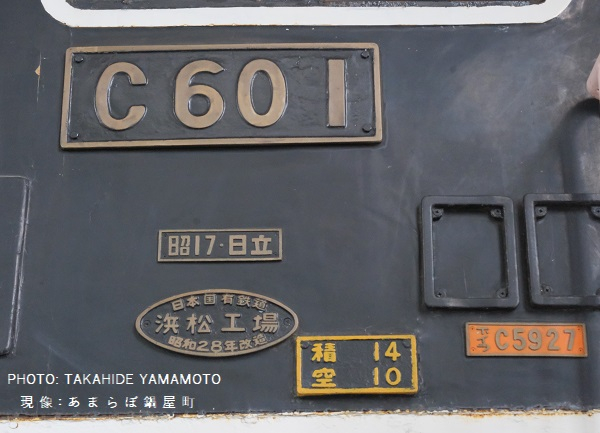 C 60 1
昭17·日立
日本国有鉄道
浜松工場
昭和28年改造
積 14
空 10
C5927
PHOTO: TAKAHIDE YAMAMOTO
現像:あまらぼ鍋屋町